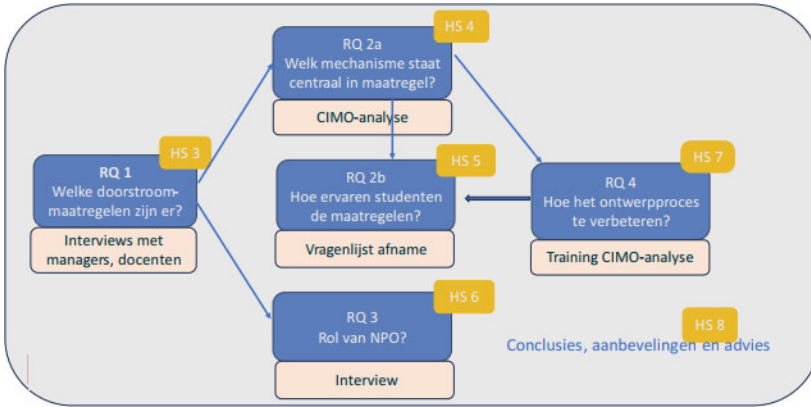 HS 3
RQ 1
Welke doorstroom-
maatregelen zijn er?
Interviews met
managers, docenten
HS 4
RQ 2a
Welk mechanisme staat
centraal in maatregel?
CIMO-analyse
HS 5
RQ 2b
Hoe ervaren studenten
de maatregelen?
Vragenlijst afname
HS 6
RQ 3
Rol van NPO?
Interview
HS 7
RQ 4
Hoe het ontwerpproces
te verbeteren?
Training CIMO-analyse
HS 8
Conclusies, aanbevelingen en advies